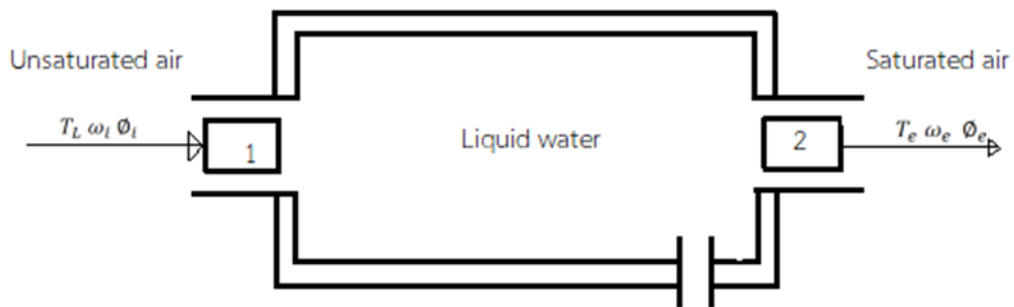 Unsaturated air
Saturated air
T_L ω_i Ø_i
1
Liquid water
2
T_e ω_e Ø_e